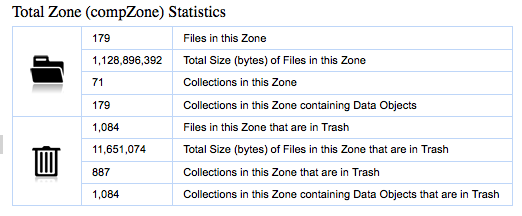 Total Zone (compZone) Statistics
179 Files in this Zone
1,128,896,392 Total Size (bytes) of Files in this Zone
71 Collections in this Zone
179 Collections in this Zone containing Data Objects
1,084 Files in this Zone that are in Trash
11,651,074 Total Size (bytes) of Files in this Zone that are in Trash
887 Collections in this Zone that are in Trash
1,084 Collections in this Zone containing Data Objects that are in Trash